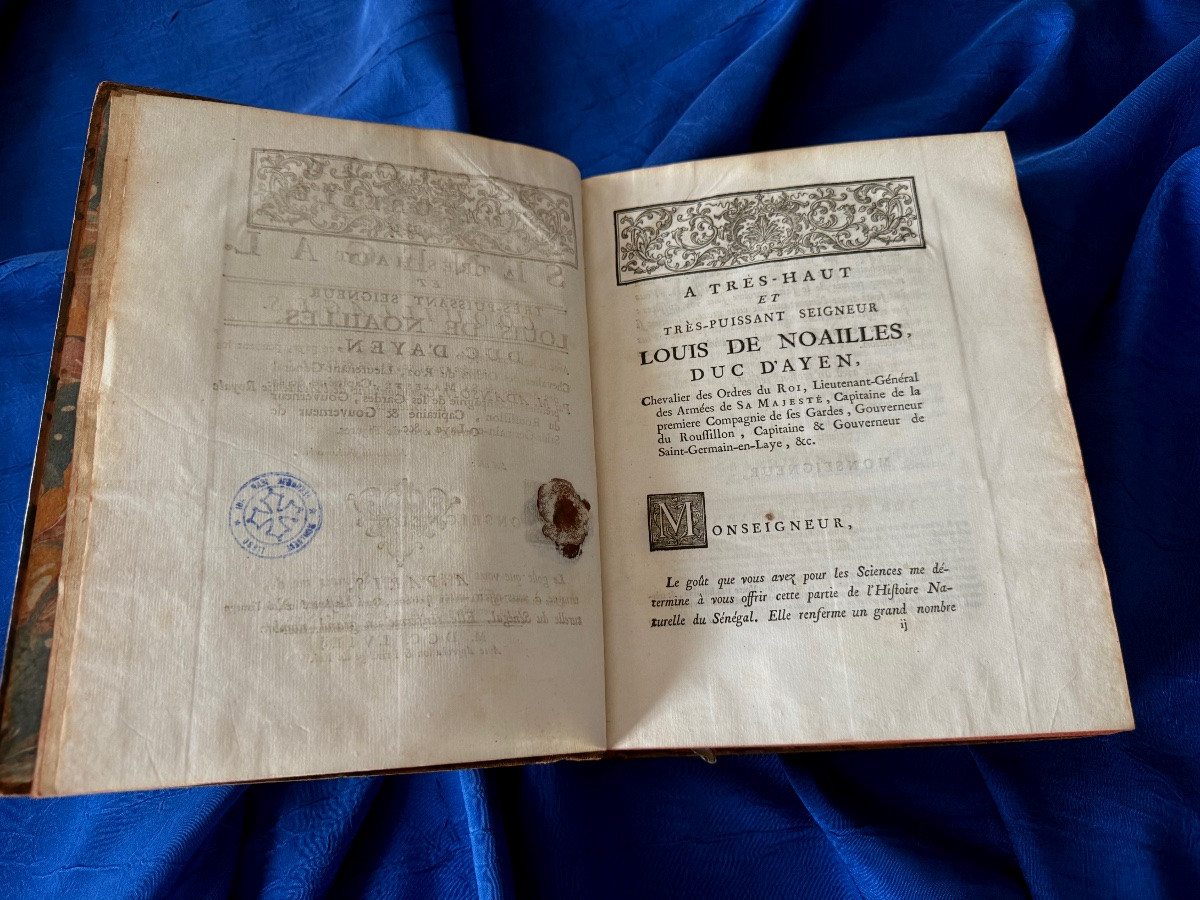 A TRÈS-HAUT
ET
TRÈS-PUISSANT SEIGNEUR
LOUIS DE NOAILLES,
DUC D'AYEN,
Chevalier des Ordres du ROI, Lieutenant-Général
des Armées de SA MAJESTÉ, Capitaine de la
premiere Compagnie de ſes Gardes, Gouverneur
du Rouſſillon, Capitaine & Gouverneur de
Saint-Germain-en-Laye, &c.
MONSEIGNEUR,
Le goût que vous avez pour les Sciences me dé-
termine à vous offrir cette partie de l'Hiſtoire Na-
turelle du Sénégal. Elle renferme un grand nombre
ij